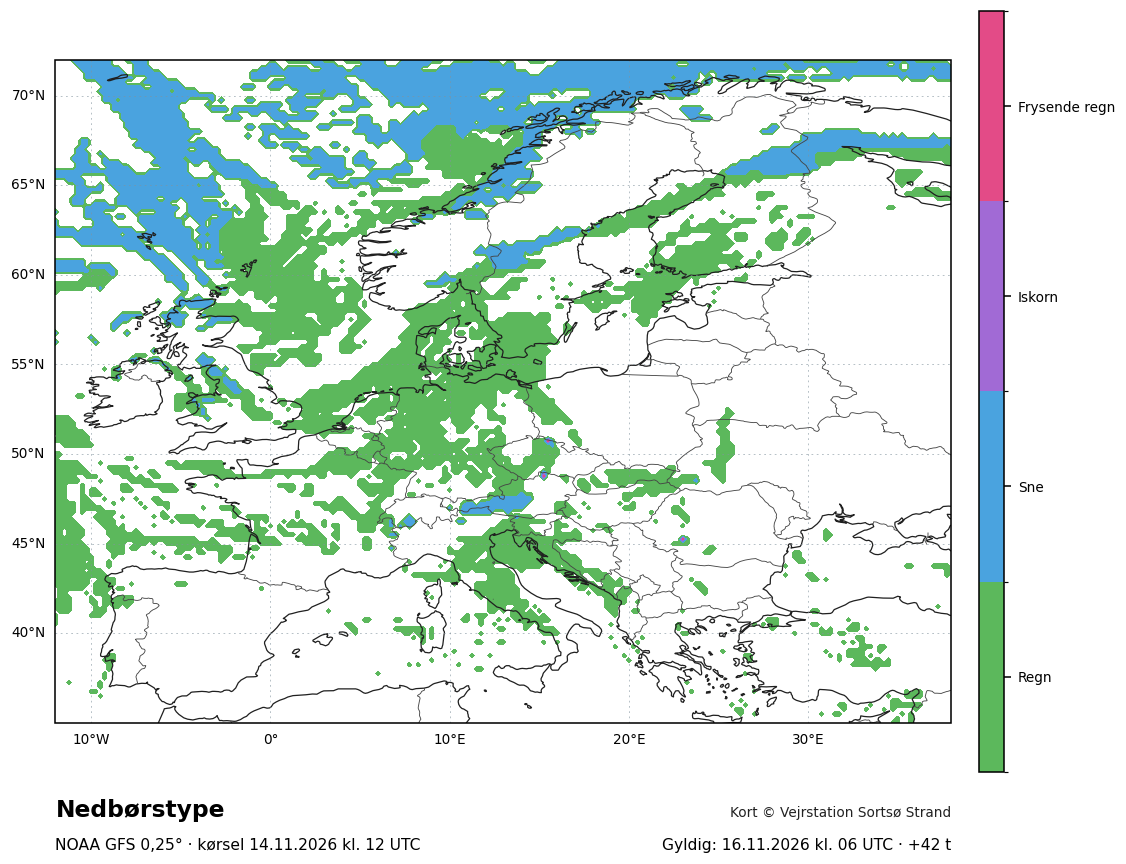 70°N
65°N
60°N
55°N
50°N
45°N
40°N
10°W
0°
10°E
20°E
30°E
Frysende regn
Iskorn
Sne
Regn
Nedbørstype
Kort © Vejrstation Sortsø Strand
NOAA GFS 0,25° · kørsel 14.11.2026 kl. 12 UTC
Gyldig: 16.11.2026 kl. 06 UTC · +42 t